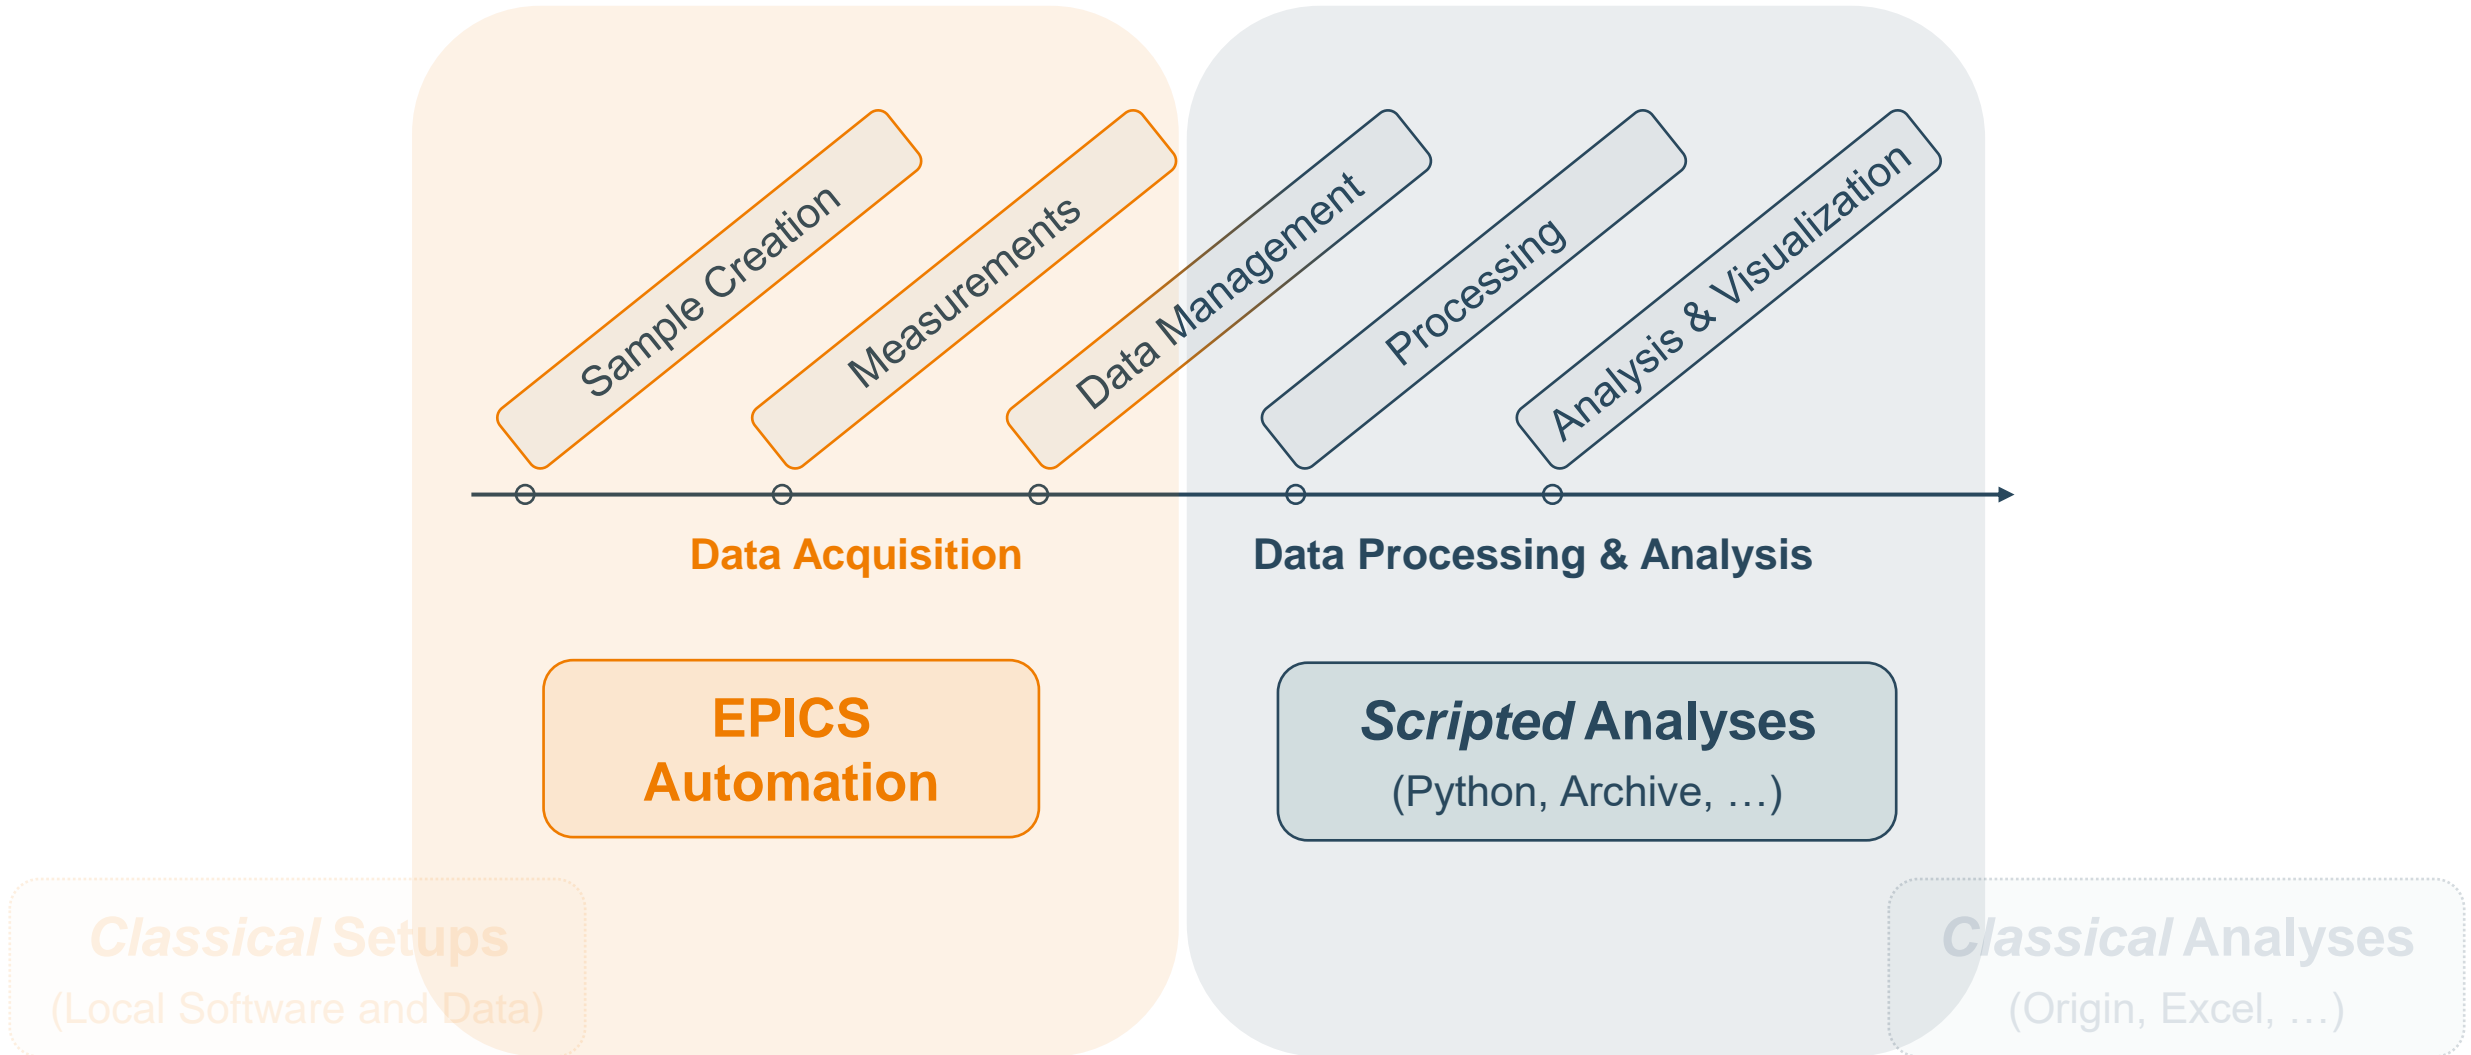 Sample Creation
Measurements
Data Management
Processing
Analysis & Visualization
Data Acquisition
Data Processing & Analysis
EPICS
Automation
Scripted Analyses
(Python, Archive, …)
Classical Setups
(Local Software and Data)
Classical Analyses
(Origin, Excel, …)